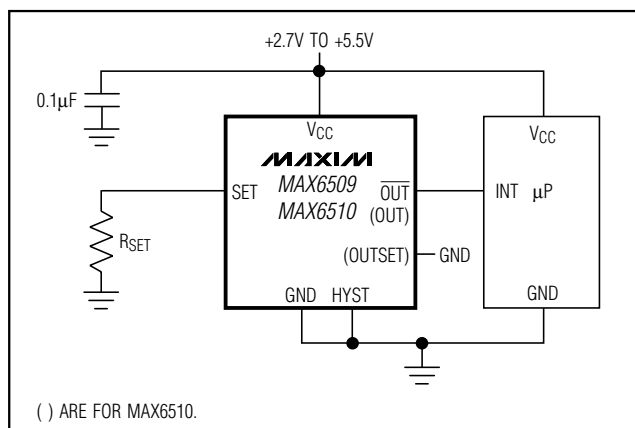 +2.7V TO +5.5V
0.1µF
VCC
VCC
MAXIM
SET
MAX6509
OUT
INT µP
MAX6510
(OUT)
RSET
(OUTSET)
GND
GND HYST
GND
( ) ARE FOR MAX6510.